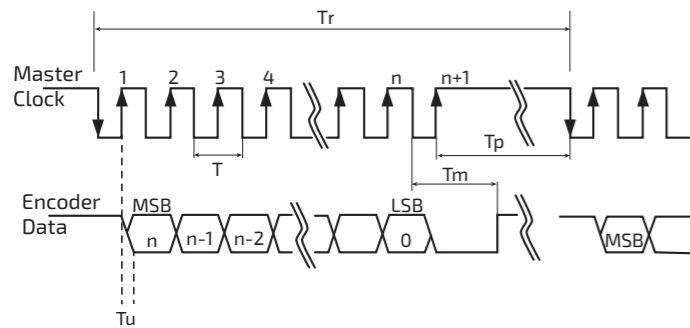 Tr
Master
Clock
1 2 3 4 n n+1
T
Tp
Tm
Encoder
Data
MSB LSB
n n-1 n-2 0 MSB
Tu